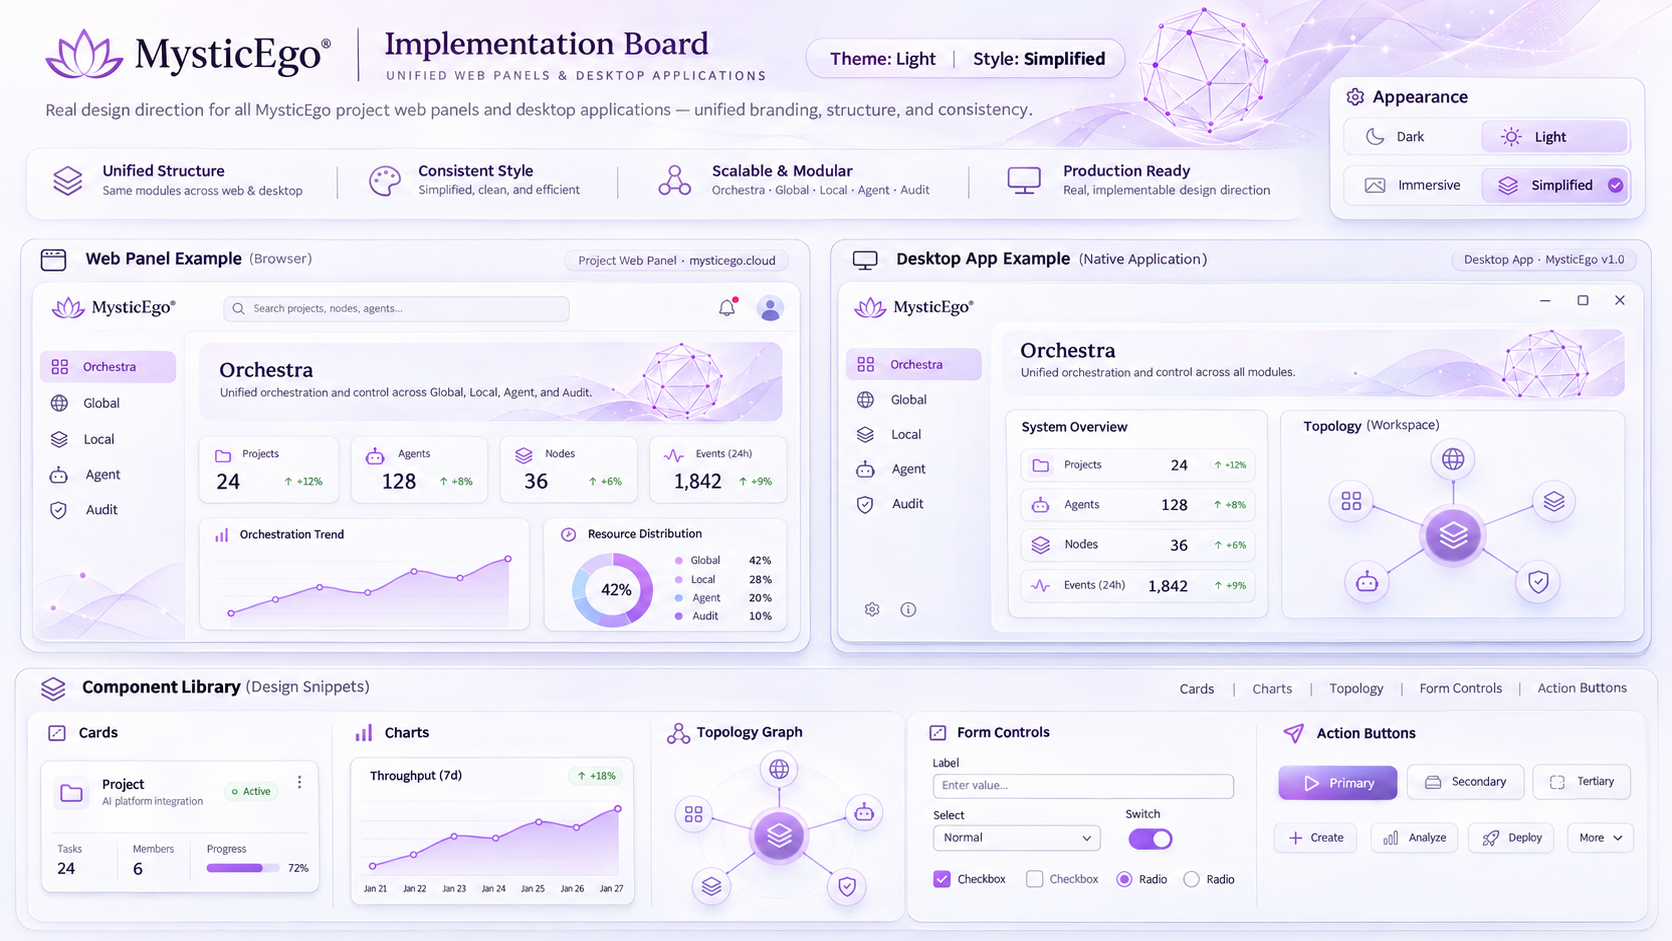 MysticEgo®
Implementation Board
UNIFIED WEB PANELS & DESKTOP APPLICATIONS
Theme: Light | Style: Simplified
Real design direction for all MysticEgo project web panels and desktop applications — unified branding, structure, and consistency.
Appearance
Dark
Light
Immersive
Simplified
Unified Structure
Same modules across web & desktop
Consistent Style
Simplified, clean, and efficient
Scalable & Modular
Orchestra · Global · Local · Agent · Audit
Production Ready
Real, implementable design direction
Web Panel Example (Browser)
Project Web Panel · mysticego.cloud
MysticEgo®
Search projects, nodes, agents...
Orchestra
Global
Local
Agent
Audit
Orchestra
Unified orchestration and control across Global, Local, Agent, and Audit.
Projects
24 ↑ +12%
Agents
128 ↑ +8%
Nodes
36 ↑ +6%
Events (24h)
1,842 ↑ +9%
Orchestration Trend
Resource Distribution
42%
Global 42%
Local 28%
Agent 20%
Audit 10%
Desktop App Example (Native Application)
Desktop App · MysticEgo v1.0
MysticEgo®
Orchestra
Global
Local
Agent
Audit
Orchestra
Unified orchestration and control across all modules.
System Overview
Projects 24 ↑ +12%
Agents 128 ↑ +8%
Nodes 36 ↑ +6%
Events (24h) 1,842 ↑ +9%
Topology (Workspace)
Component Library (Design Snippets)
Cards | Charts | Topology | Form Controls | Action Buttons
Cards
Project
AI platform integration
Active
Tasks
24
Members
6
Progress
72%
Charts
Throughput (7d)
↑ +18%
Jan 21 Jan 22 Jan 23 Jan 24 Jan 25 Jan 26 Jan 27
Topology Graph
Form Controls
Label
Enter value...
Select
Normal
Switch
Checkbox
Checkbox
Radio
Radio
Action Buttons
Primary
Secondary
Tertiary
Create
Analyze
Deploy
More